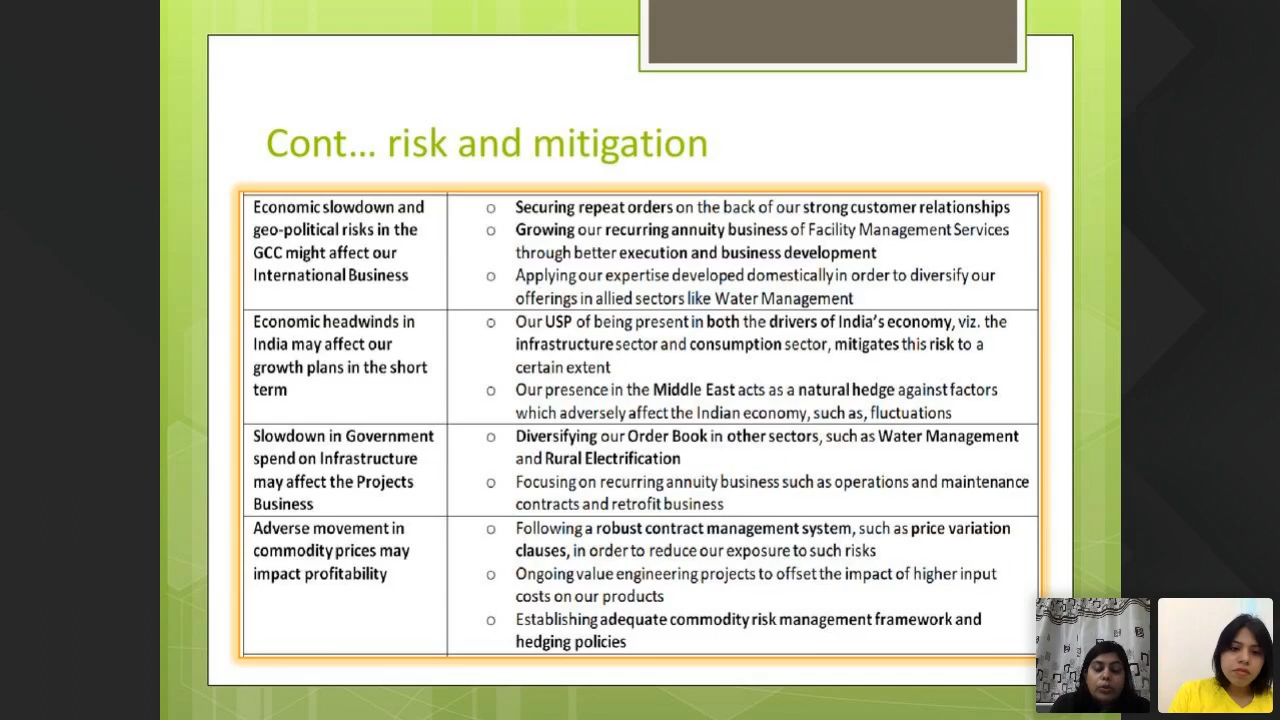 Cont... risk and mitigation
Economic slowdown and
geo-political risks in the
GCC might affect our
International Business
o Securing repeat orders on the back of our strong customer relationships
o Growing our recurring annuity business of Facility Management Services
through better execution and business development
o Applying our expertise developed domestically in order to diversify our
offerings in allied sectors like Water Management
Economic headwinds in
India may affect our
growth plans in the short
term
o Our USP of being present in both the drivers of India's economy, viz. the
infrastructure sector and consumption sector, mitigates this risk to a
certain extent
o Our presence in the Middle East acts as a natural hedge against factors
which adversely affect the Indian economy, such as, fluctuations
Slowdown in Government
spend on Infrastructure
may affect the Projects
Business
o Diversifying our Order Book in other sectors, such as Water Management
and Rural Electrification
o Focusing on recurring annuity business such as operations and maintenance
contracts and retrofit business
Adverse movement in
commodity prices may
impact profitability
o Following a robust contract management system, such as price variation
clauses, in order to reduce our exposure to such risks
o Ongoing value engineering projects to offset the impact of higher input
costs on our products
o Establishing adequate commodity risk management framework and
hedging policies